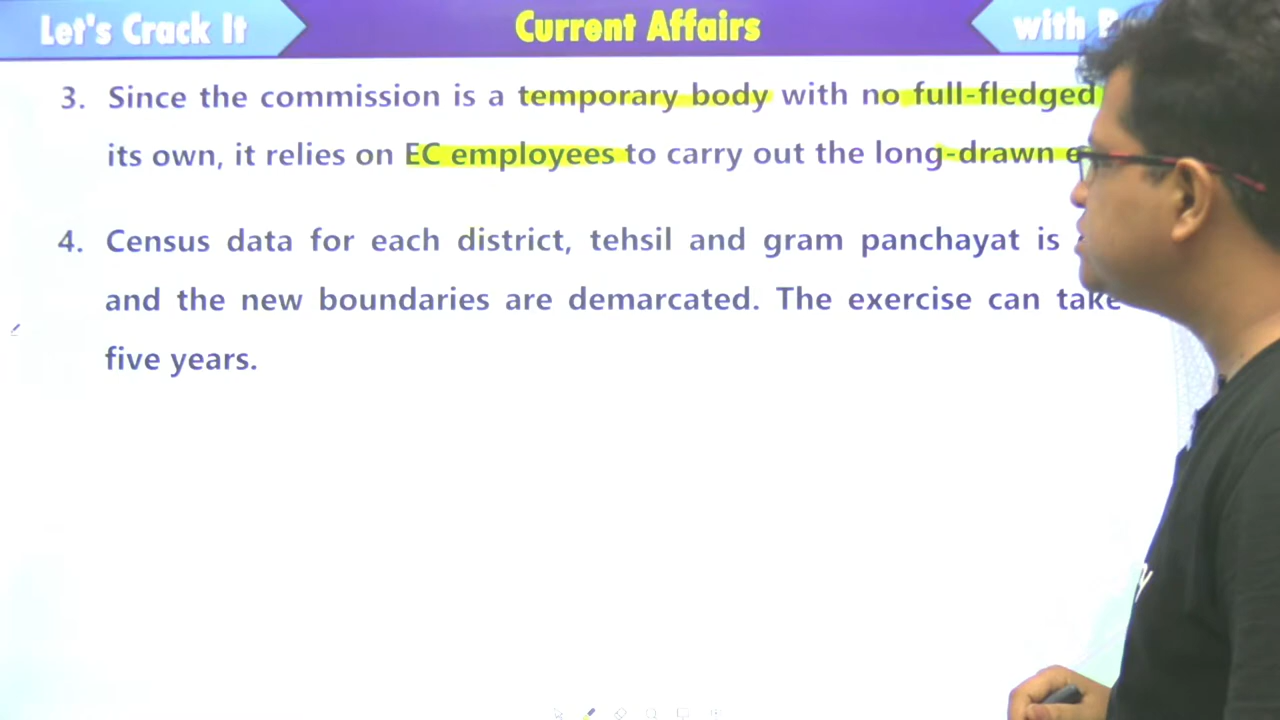 Let's Crack It
Current Affairs
with
3. Since the commission is a temporary body with no full-fledged
its own, it relies on EC employees to carry out the long-drawn
4. Census data for each district, tehsil and gram panchayat is
and the new boundaries are demarcated. The exercise can take
five years.